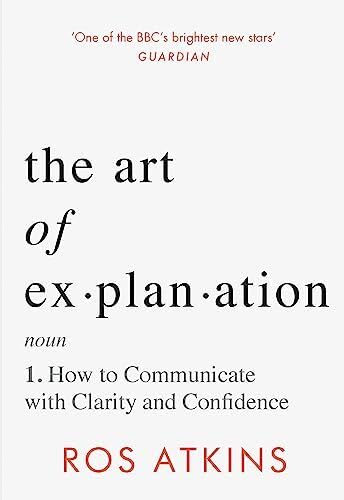 'One of the BBC's brightest new stars'
GUARDIAN
the art
of
ex·plan·ation
noun
1. How to Communicate
with Clarity and Confidence
ROS ATKINS